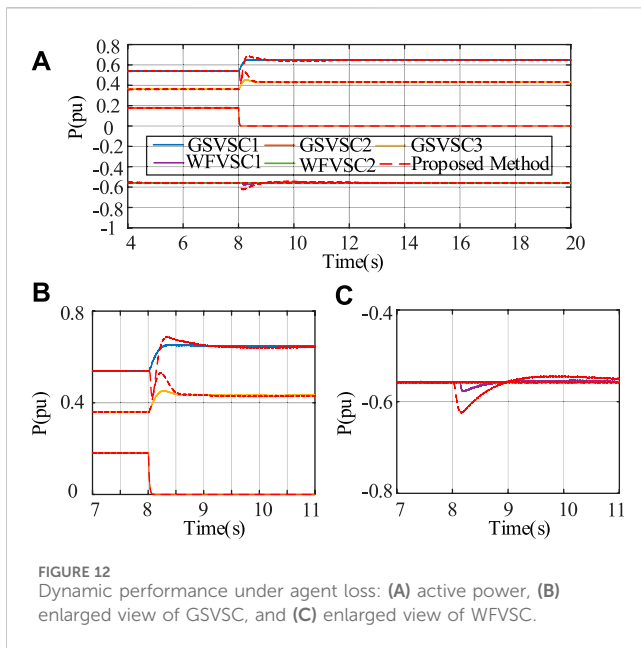 A
P(pu)
0.8
0.6
0.4
0.2
0
-0.2
-0.4
-0.6
-0.8
-1
GSVSC1 GSVSC2 GSVSC3
WFVSC1 WFVSC2 Proposed Method
4 6 8 10 12 14 16 18 20
Time(s)
B
P(pu)
0.8
0.4
0
7 8 9 10 11
Time(s)
C
P(pu)
-0.4
-0.6
-0.8
7 8 9 10 11
Time(s)
FIGURE 12
Dynamic performance under agent loss: (A) active power, (B)
enlarged view of GSVSC, and (C) enlarged view of WFVSC.